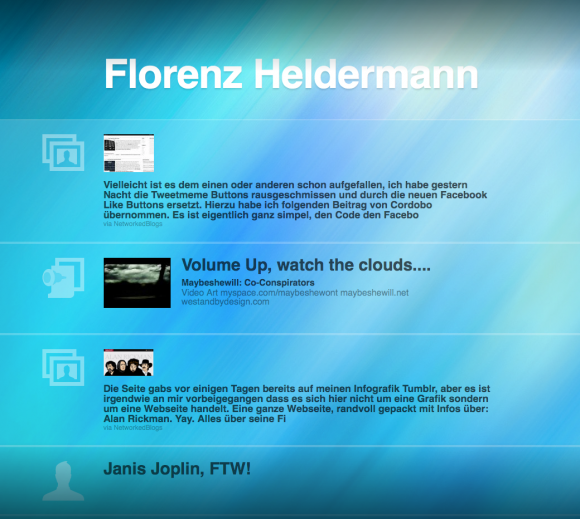 Florenz Heldermann
Vielleicht ist es dem einen oder anderen schon aufgefallen, ich habe gestern
Nacht die Tweetmeme Buttons rausgeschmissen und durch die neuen Facebook
Like Buttons ersetzt. Hierzu habe ich folgenden Beitrag von Cordobo
übernommen. Es ist eigentlich ganz simpel, den Code den Facebo
via NetworkedBlogs
Volume Up, watch the clouds....
Maybeshewill: Co-Conspirators
Video Art myspace.com/maybeshewont maybeshewill.net
westandbydesign.com
Die Seite gabs vor einigen Tagen bereits auf meinen Infografik Tumblr, aber es ist
irgendwie an mir vorbeigegangen dass es sich hier nicht um eine Grafik sondern
um eine Webseite handelt. Eine ganze Webseite, randvoll gepackt mit Infos über:
Alan Rickman. Yay. Alles über seine Fi
via NetworkedBlogs
Janis Joplin, FTW!